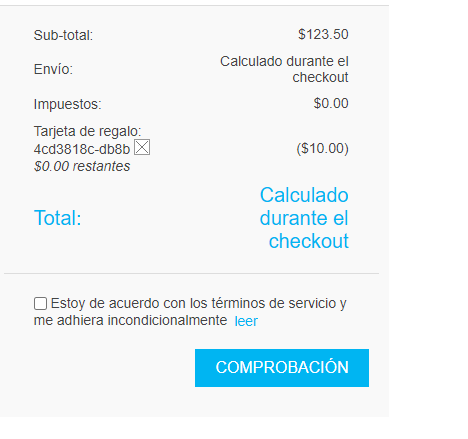 Sub-total: $123.50
Envío: Calculado durante el
checkout
Impuestos: $0.00
Tarjeta de regalo:
4cd3818c-db8b ($10.00)
$0.00 restantes
Total: Calculado
durante el
checkout
Estoy de acuerdo con los términos de servicio y
me adhiera incondicionalmente leer
COMPROBACIÓN